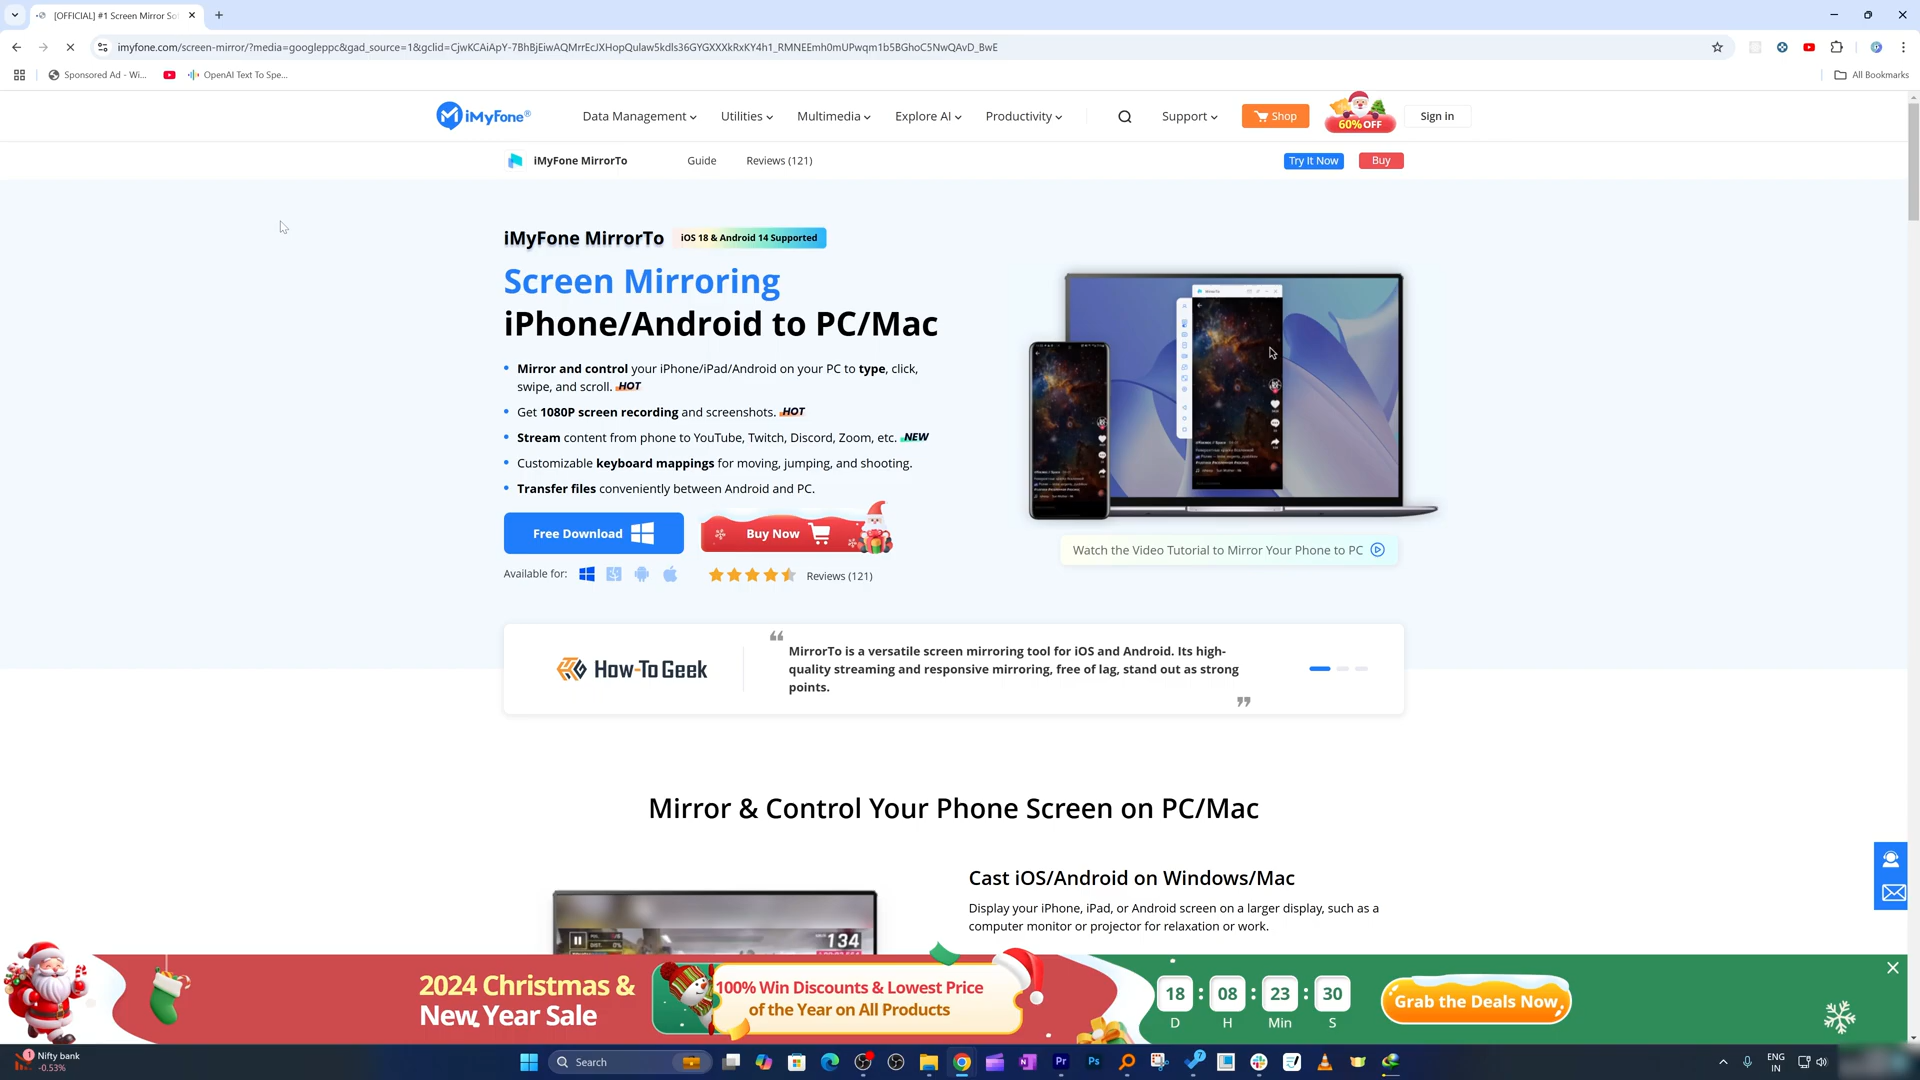 [OFFICIAL] #1 Screen Mirror So
imyfone.com/screen-mirror/?media=googleppc&gad_source=1&gclid=CjwKCAiApY-7BhBjEiwAQMrrEcJXHopQulaw5kdls36GYGXXXkRxKY4h1_RMNEEmh0mUPwqm1b5BGhoC5NwQAvD_BwE
Sponsored Ad - Wi...
OpenAI Text To Spe...
All Bookmarks
iMyFone®
Data Management
Utilities
Multimedia
Explore AI
Productivity
Support
Shop
60%OFF
Sign in
iMyFone MirrorTo
Guide
Reviews (121)
Try It Now
Buy
iMyFone MirrorTo
iOS 18 & Android 14 Supported
Screen Mirroring
iPhone/Android to PC/Mac
Mirror and control your iPhone/iPad/Android on your PC to type, click,
swipe, and scroll. HOT
Get 1080P screen recording and screenshots. HOT
Stream content from phone to YouTube, Twitch, Discord, Zoom, etc. NEW
Customizable keyboard mappings for moving, jumping, and shooting.
Transfer files conveniently between Android and PC.
Free Download
Buy Now
Available for:
Reviews (121)
MirrorTo
Watch the Video Tutorial to Mirror Your Phone to PC
How-To Geek
“
MirrorTo is a versatile screen mirroring tool for iOS and Android. Its high-
quality streaming and responsive mirroring, free of lag, stand out as strong
points.
”
Mirror & Control Your Phone Screen on PC/Mac
Cast iOS/Android on Windows/Mac
Display your iPhone, iPad, or Android screen on a larger display, such as a
computer monitor or projector for relaxation or work.
134
2024 Christmas &
New Year Sale
100% Win Discounts & Lowest Price
of the Year on All Products
18 : 08 : 23 : 30
D H Min S
Grab the Deals Now
1
Nifty bank
-0.53%
Search
7
ENG
IN